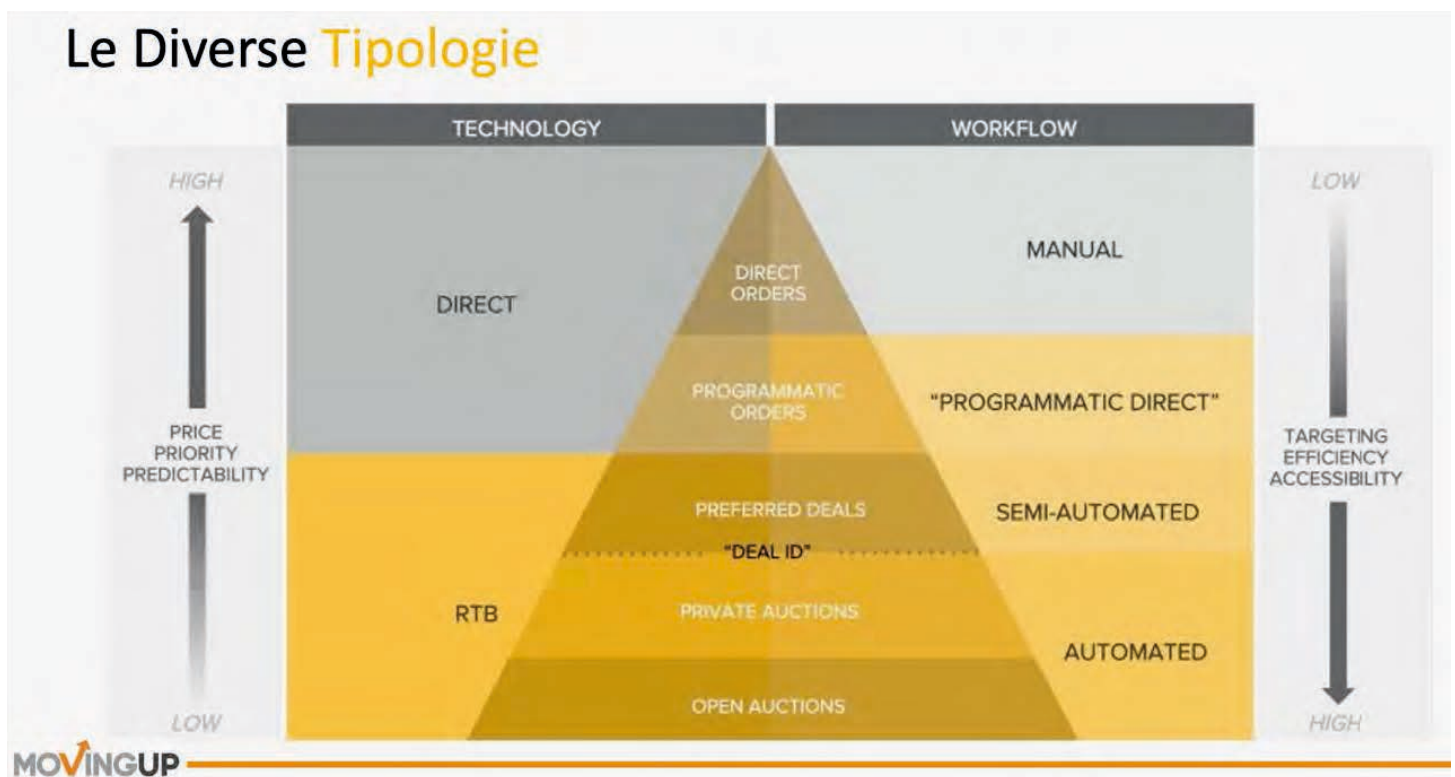 Le Diverse Tipologie
TECHNOLOGY
WORKFLOW
HIGH
LOW
MANUAL
DIRECT
ORDERS
DIRECT
PROGRAMMATIC
ORDERS
"PROGRAMMATIC DIRECT"
PRICE
PRIORITY
PREDICTABILITY
TARGETING
EFFICIENCY
ACCESSIBILITY
PREFERRED DEALS
SEMI-AUTOMATED
"DEAL ID"
RTB
PRIVATE AUCTIONS
AUTOMATED
OPEN AUCTIONS
LOW
HIGH
MOVINGUP